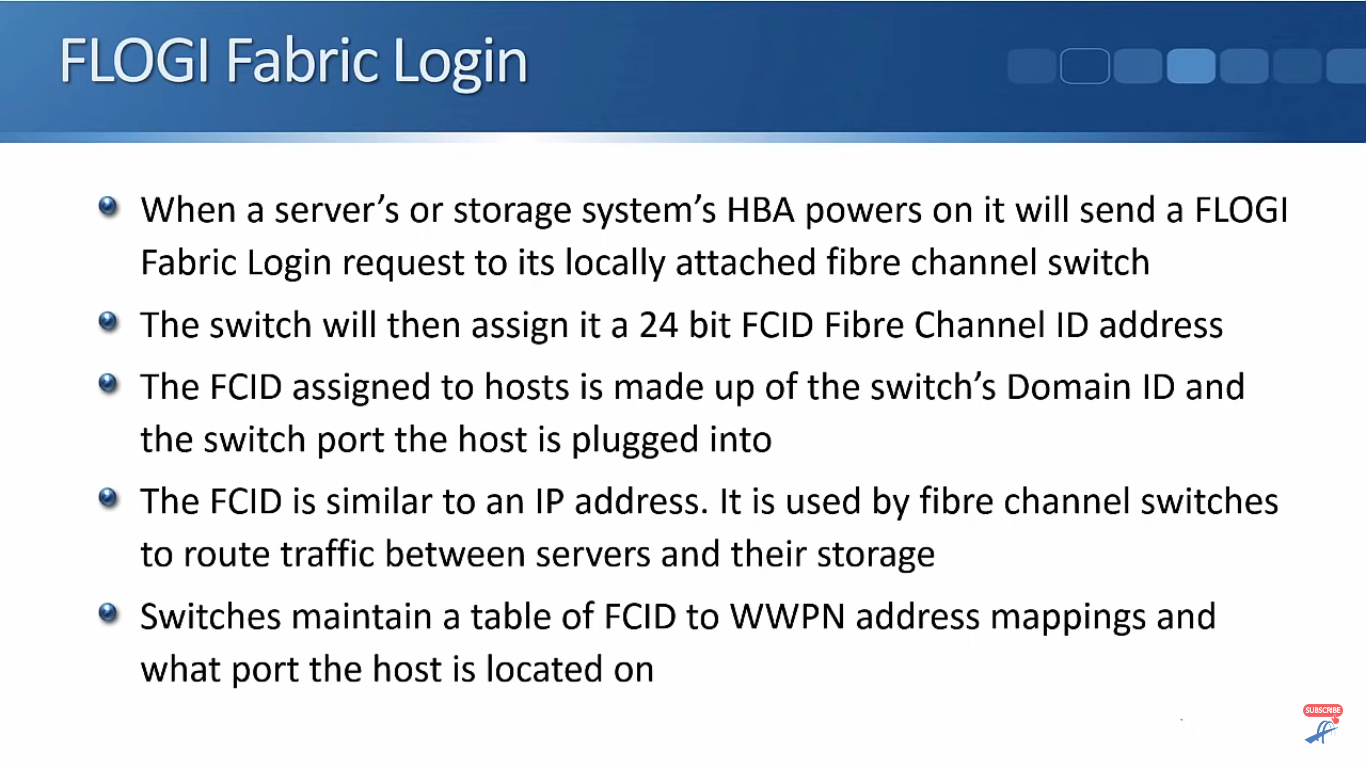 FLOGI Fabric Login
When a server’s or storage system’s HBA powers on it will send a FLOGI
Fabric Login request to its locally attached fibre channel switch
The switch will then assign it a 24 bit FCID Fibre Channel ID address
The FCID assigned to hosts is made up of the switch’s Domain ID and
the switch port the host is plugged into
The FCID is similar to an IP address. It is used by fibre channel switches
to route traffic between servers and their storage
Switches maintain a table of FCID to WWPN address mappings and
what port the host is located on
SUBSCRIBE